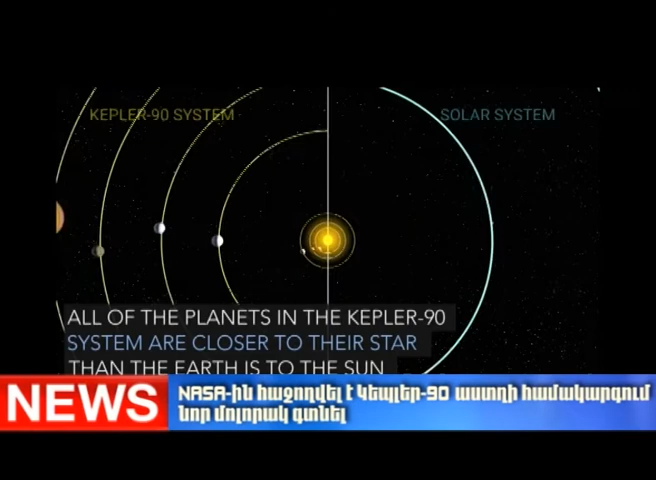 KEPLER-90 SYSTEM
SOLAR SYSTEM
ALL OF THE PLANETS IN THE KEPLER-90
SYSTEM ARE CLOSER TO THEIR STAR
THAN THE EARTH IS TO THE SUN
NEWS
NASA-ին հաջողվել է Կեպլեր-90 աստղի համակարգում
նոր մոլորակ գտնել